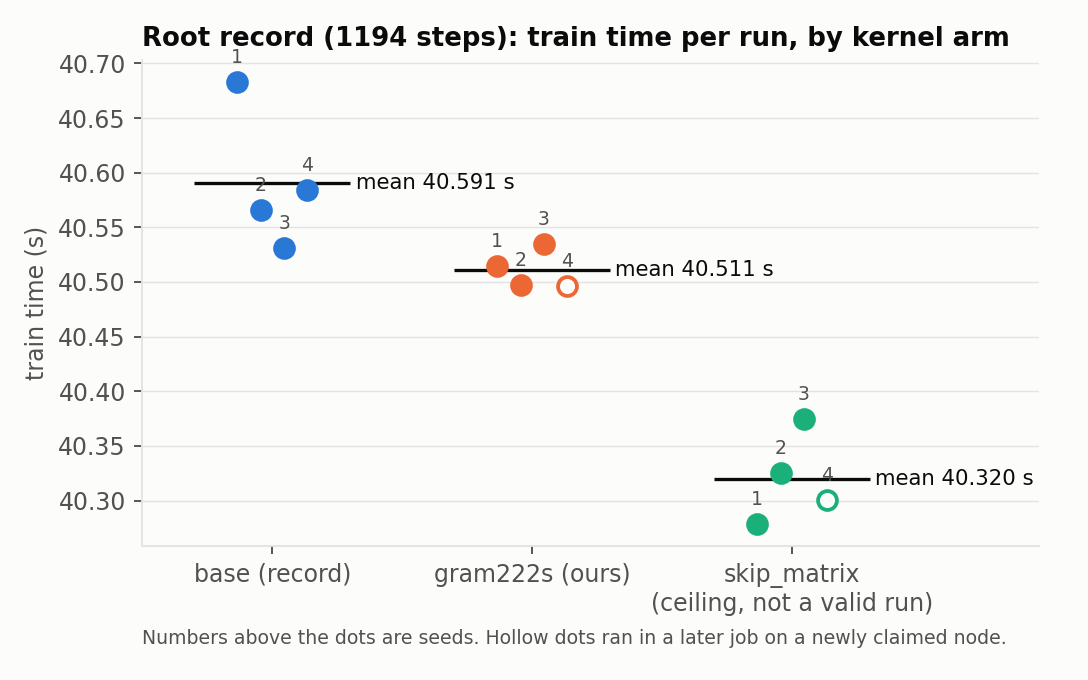 Root record (1194 steps): train time per run, by kernel arm
train time (s)
40.70
40.65
40.60
40.55
40.50
40.45
40.40
40.35
40.30
1
2
3
4
mean 40.591 s
1
2
3
4
mean 40.511 s
1
2
3
4
mean 40.320 s
base (record)
gram222s (ours)
skip_matrix
(ceiling, not a valid run)
Numbers above the dots are seeds. Hollow dots ran in a later job on a newly claimed node.